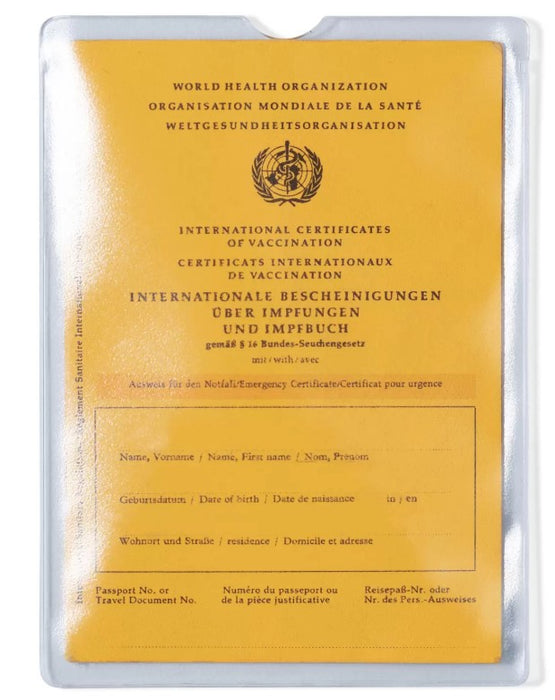 WORLD HEALTH ORGANIZATION
ORGANISATION MONDIALE DE LA SANTÉ
WELTGESUNDHEITSORGANISATION
INTERNATIONAL CERTIFICATES
OF VACCINATION
CERTIFICATS INTERNATIONAUX
DE VACCINATION
INTERNATIONALE BESCHEINIGUNGEN
ÜBER IMPFUNGEN
UND IMPFBUCH
gemäß § 16 Bundes-Seuchengesetz
mit/with/avec
Ausweis für den Notfall/Emergency Certificate/Certificat pour urgence
Name, Vorname / Name, First name / Nom, Prénom
Geburtsdatum / Date of birth / Date de naissance in / en
Wohnort und Straße / residence / Domicile et adresse
Passport No. or Numéro du passeport ou Reisepaß-Nr. oder
Travel Document No. de la pièce justificative Nr. des Pers.-Ausweises
Règlement Sanitaire International